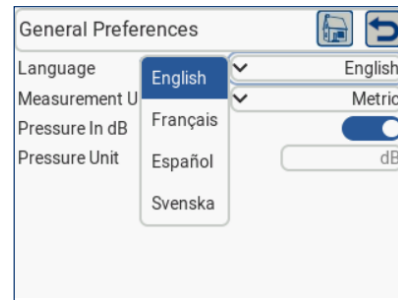 General Preferences
Language
English
Measurement U
Metric
Pressure In dB
Pressure Unit
dB
English
Français
Español
Svenska